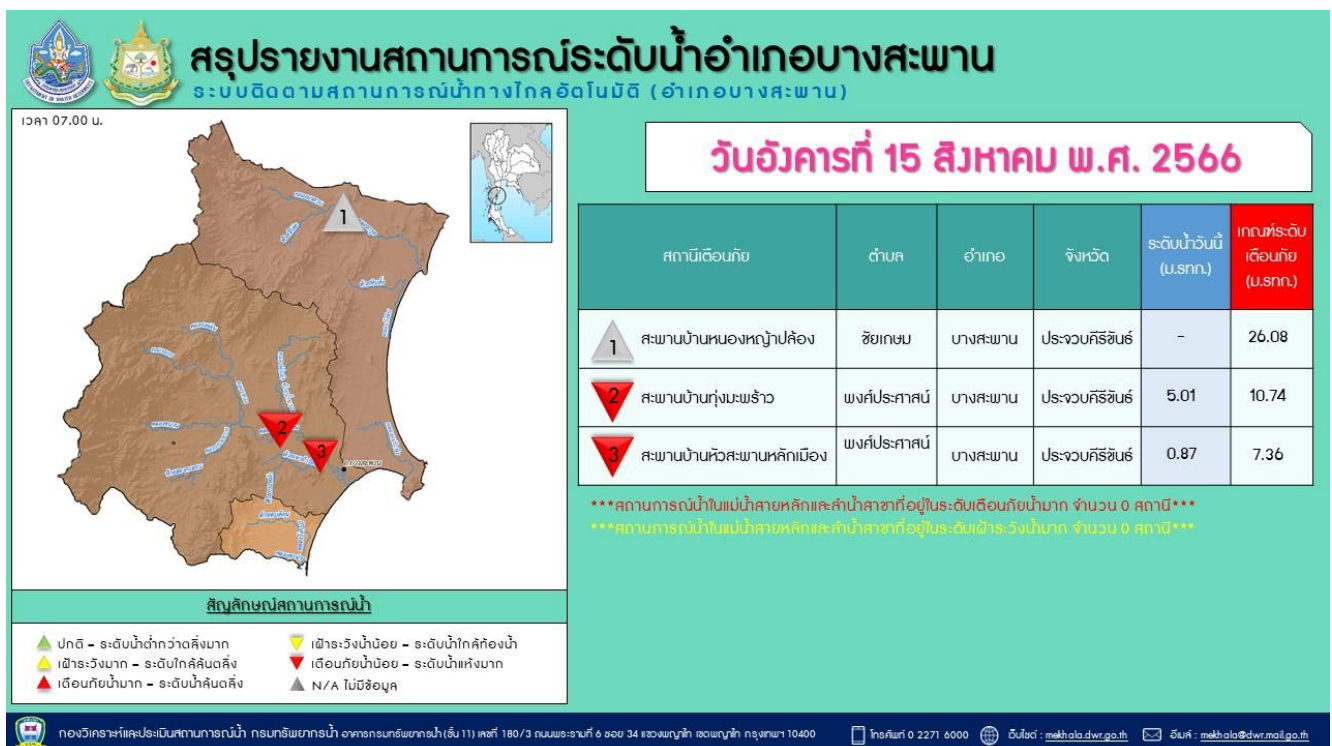 สรุปรายงานสถานการณ์ระดับน้ำอำเภอบางสะพาน
ระบบติดตามสถานการณ์น้ำทางไกลอัตโนมัติ (อำเภอบางสะพาน)
เวลา 07.00 น.
วันอังคารที่ 15 สิงหาคม พ.ศ. 2566
1
2
3
สถานีเตือนภัย ตำบล อำเภอ จังหวัด ระดับน้ำวันนี้ (ม.รทก.) เกณฑ์ระดับเตือนภัย (ม.รทก.)
1 สะพานบ้านหนองหญ้าปล้อง ชัยเกษม บางสะพาน ประจวบคีรีขันธ์ - 26.08
2 สะพานบ้านทุ่งมะพร้าว พงศ์ประศาสน์ บางสะพาน ประจวบคีรีขันธ์ 5.01 10.74
3 สะพานบ้านหัวสะพานหลักเมือง พงศ์ประศาสน์ บางสะพาน ประจวบคีรีขันธ์ 0.87 7.36
***สถานการณ์น้ำในแม่น้ำสายหลักและลำน้ำสาขาที่อยู่ในระดับเตือนภัยน้ำมาก จำนวน 0 สถานี***
***สถานการณ์น้ำในแม่น้ำสายหลักและลำน้ำสาขาที่อยู่ในระดับเฝ้าระวังน้ำมาก จำนวน 0 สถานี***
สัญลักษณ์สถานการณ์น้ำ
ปกติ – ระดับน้ำต่ำกว่าตลิ่งมาก
เฝ้าระวังมาก – ระดับใกล้ล้นตลิ่ง
เตือนภัยน้ำมาก – ระดับน้ำล้นตลิ่ง
เฝ้าระวังน้ำน้อย – ระดับน้ำใกล้ท้องน้ำ
เตือนภัยน้ำน้อย – ระดับน้ำแห้งมาก
N/A ไม่มีข้อมูล
กองวิเคราะห์และประเมินสถานการณ์น้ำ กรมทรัพยากรน้ำ อาคารกรมทรัพยากรน้ำ (ชั้น 11) เลขที่ 180/3 ถนนพระรามที่ 6 ซอย 34 แขวงพญาไท เขตพญาไท กรุงเทพฯ 10400 โทรศัพท์ 0 2271 6000 เว็บไซต์ : mekhala.dwr.go.th อีเมล์ : mekhala@dwr.mail.go.th